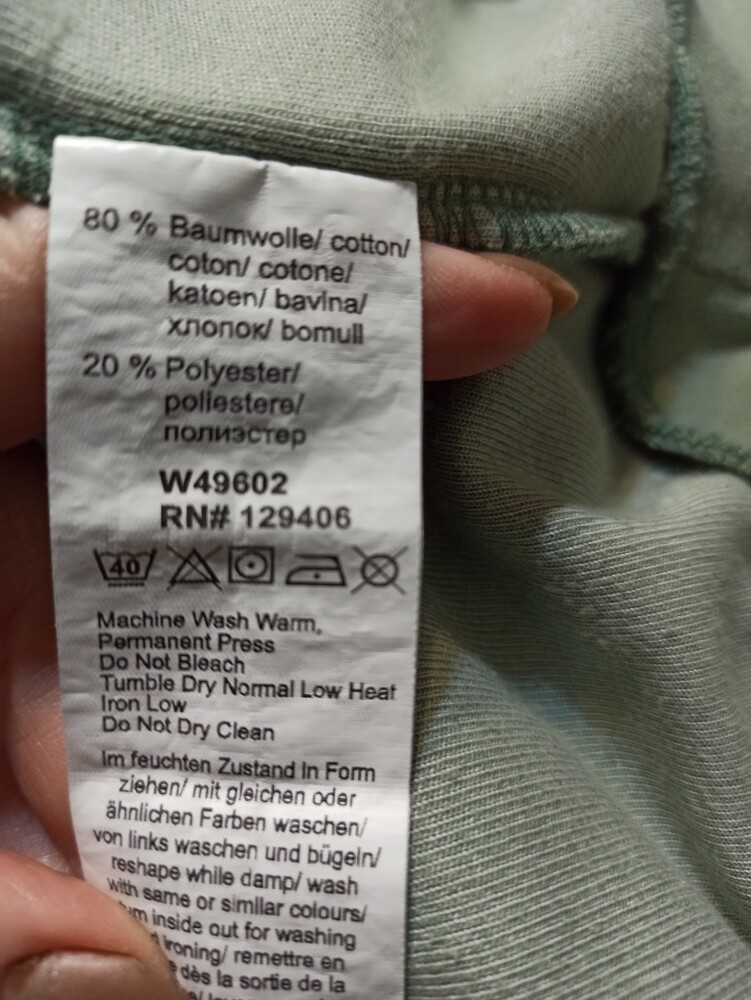 80 % Baumwolle/ cotton/
coton/ cotone/
katoen/ bavlna/
хлопок/ bomull
20 % Polyester/
poliestere/
полиэстер
W49602
RN# 129406
40
Machine Wash Warm,
Permanent Press
Do Not Bleach
Tumble Dry Normal Low Heat
Iron Low
Do Not Dry Clean
Im feuchten Zustand in Form
ziehen/ mit gleichen oder
ähnlichen Farben waschen/
von links waschen und bügeln/
reshape while damp/ wash
with same or similar colours/
inside out for washing
ironing/ remettre en
dès la sortie de la